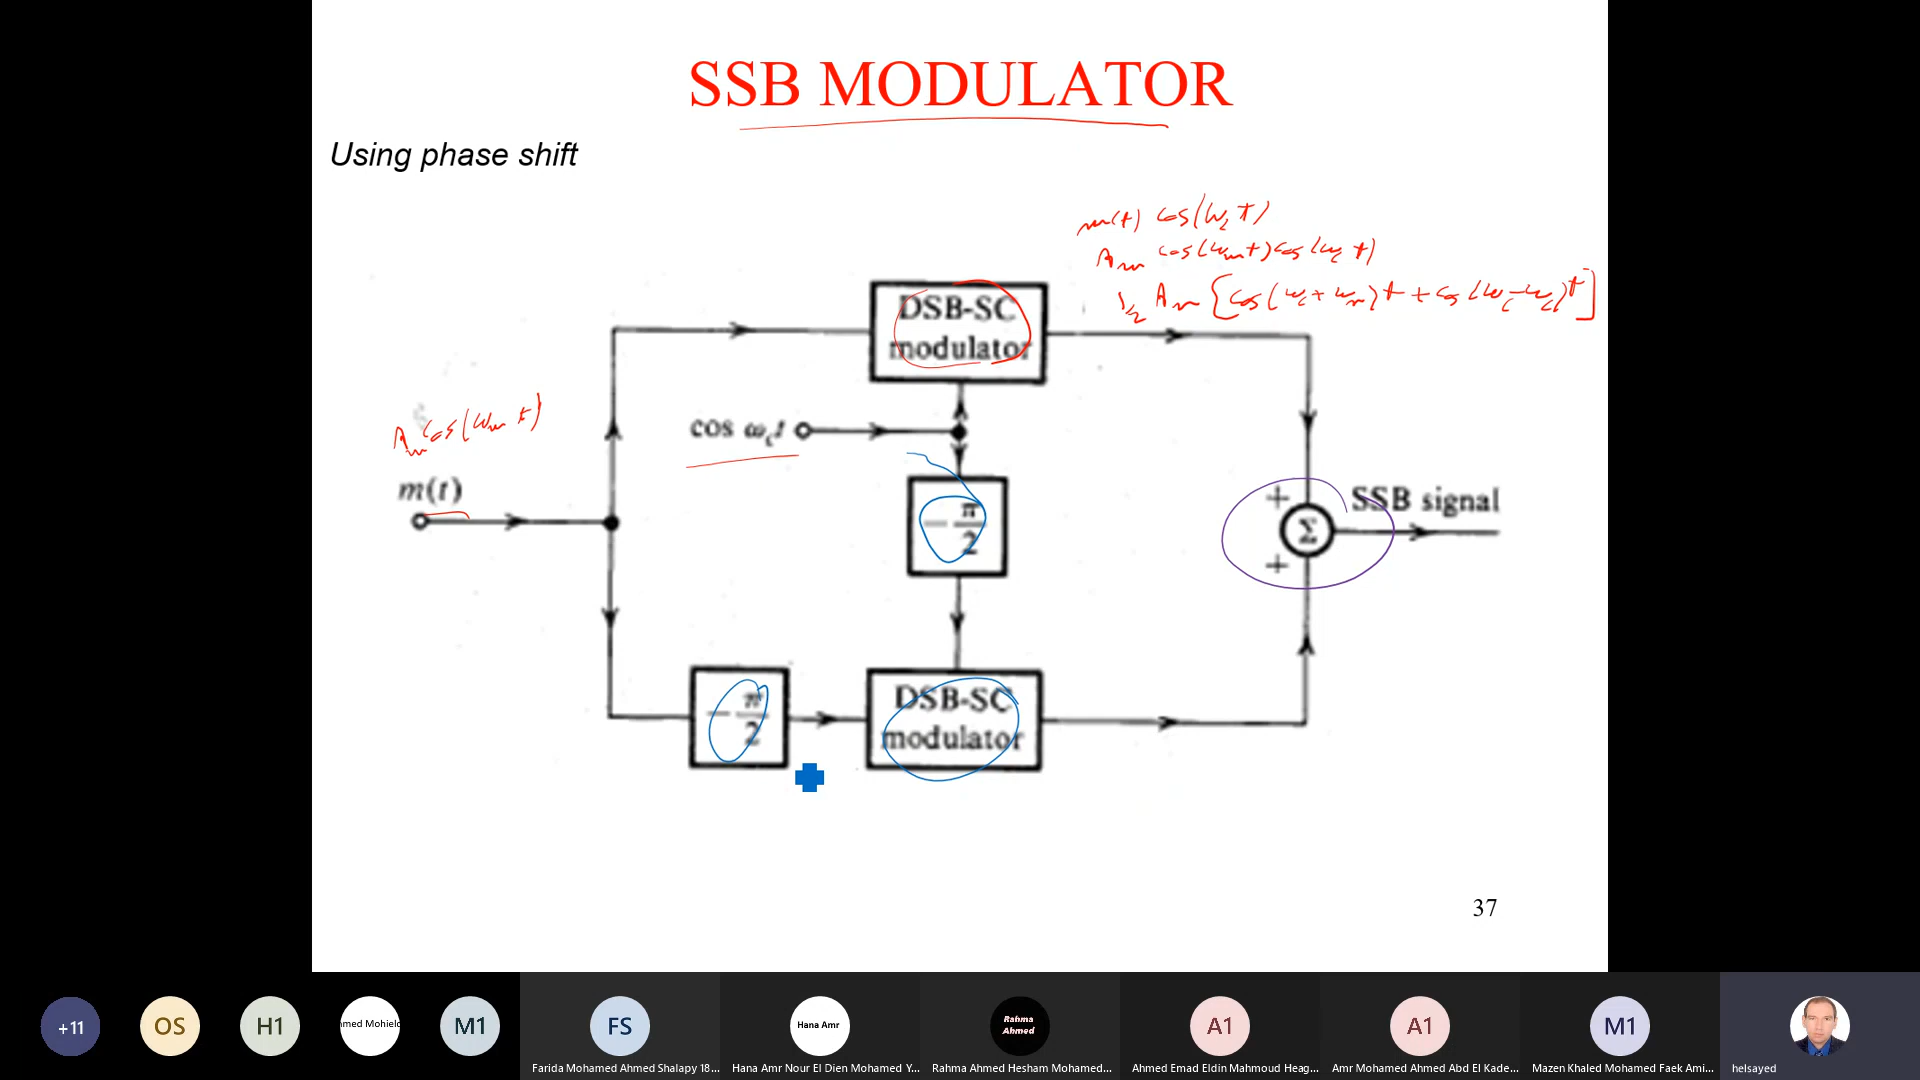 SSB MODULATOR
Using phase shift
m(t) cos(ωc t)
Am cos(ωm t) cos(ωc t)
1/2 Am [cos(ωc + ωm)t + cos(ωc - ωc)t]
DSB-SC
modulator
Am cos(ωm t)
cos ωc t
m(t)
- π/2
+
SSB signal
Σ
+
- π/2
DSB-SC
modulator
37
+11
OS
H1
hmed Mohield
M1
FS
Hana Amr
Rahma
Ahmed
A1
A1
M1
Farida Mohamed Ahmed Shalapy 18...
Hana Amr Nour El Dien Mohamed Y...
Rahma Ahmed Hesham Mohamed...
Ahmed Emad Eldin Mahmoud Heag...
Amr Mohamed Ahmed Abd El Kade...
Mazen Khaled Mohamed Faek Ami...
helsayed